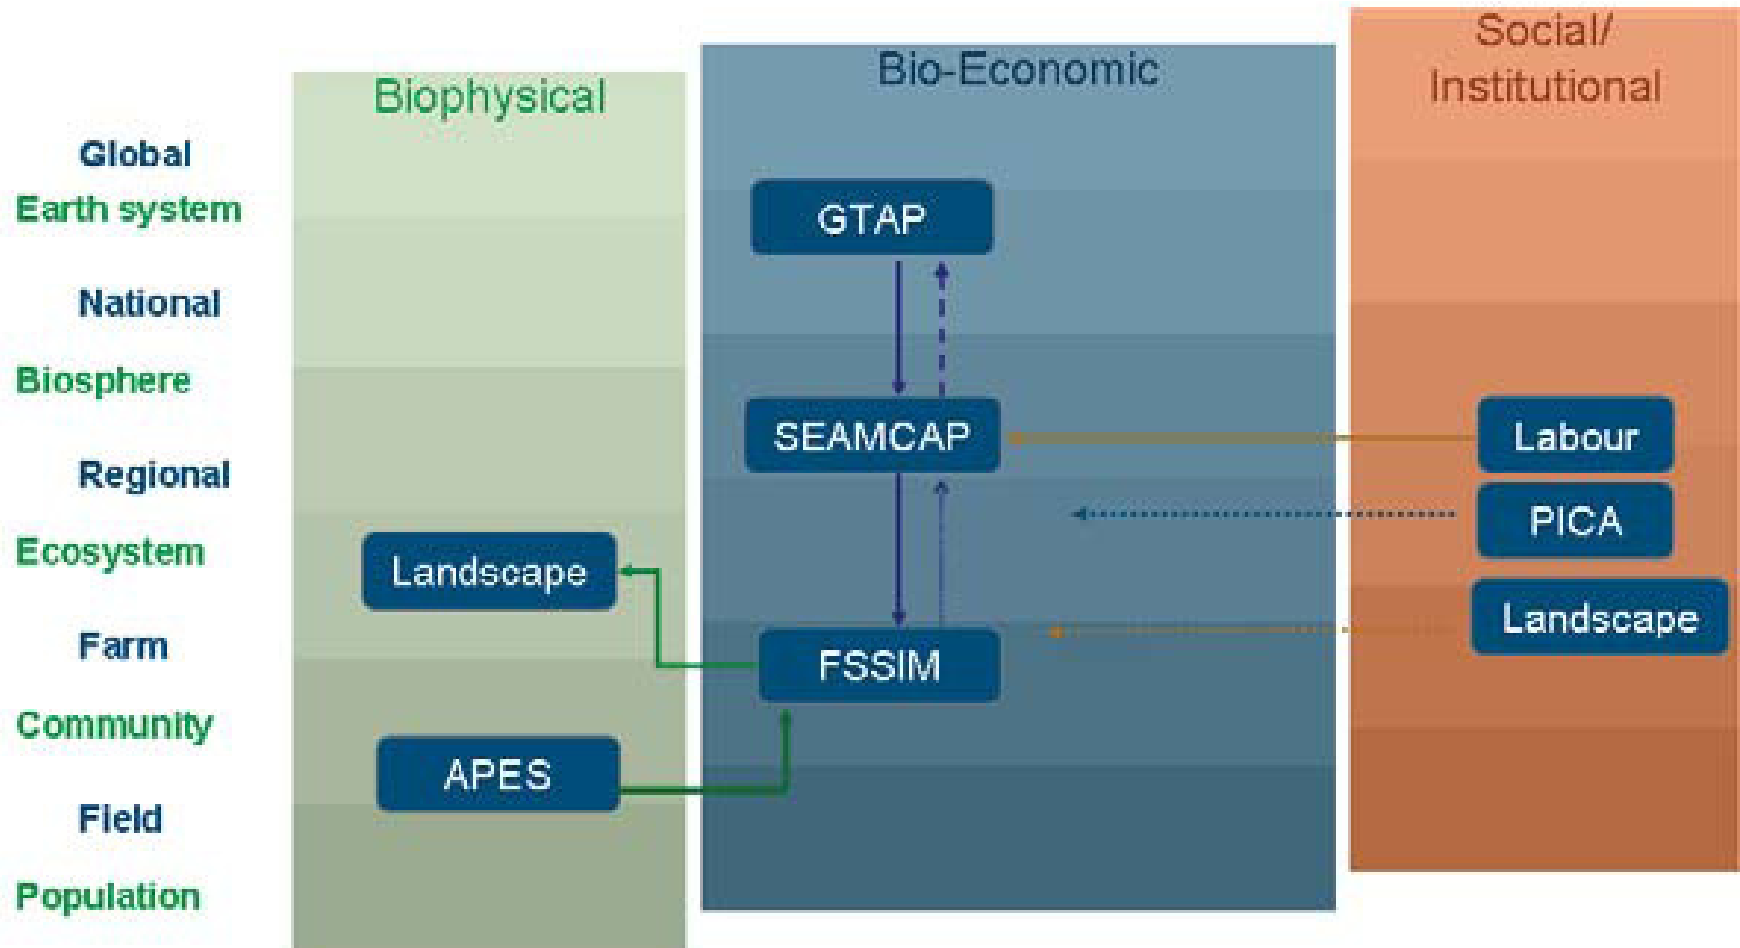 Social/
Institutional
Bio-Economic
Biophysical
Global
Earth system
GTAP
National
Biosphere
SEAMCAP
Labour
Regional
PICA
Ecosystem
Landscape
Landscape
Farm
FSSIM
Community
APES
Field
Population